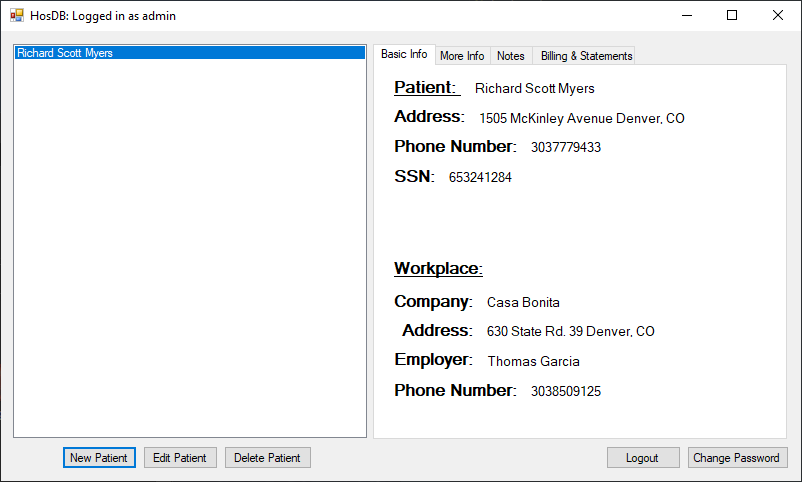 HosDB: Logged in as admin
Richard Scott Myers
Basic Info More Info Notes Billing & Statements
Patient: Richard Scott Myers
Address: 1505 McKinley Avenue Denver, CO
Phone Number: 3037779433
SSN: 653241284
Workplace:
Company: Casa Bonita
Address: 630 State Rd. 39 Denver, CO
Employer: Thomas Garcia
Phone Number: 3038509125
New Patient Edit Patient Delete Patient Logout Change Password